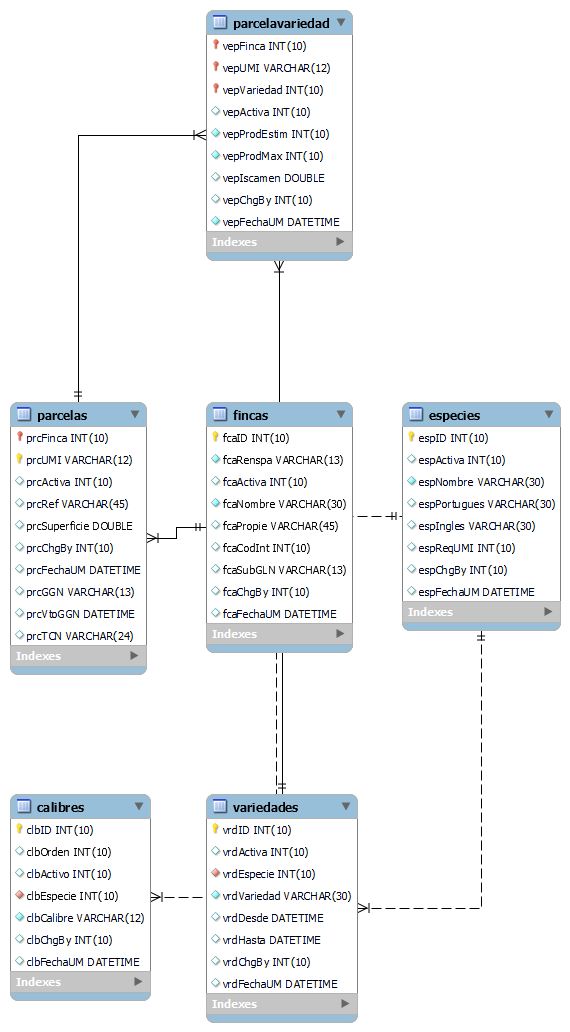 parcelavariedad
vepFinca INT(10)
vepUMI VARCHAR(12)
vepVariedad INT(10)
vepActiva INT(10)
vepProdEstim INT(10)
vepProdMax INT(10)
vepIscamen DOUBLE
vepChgBy INT(10)
vepFechaUM DATETIME
Indexes
parcelas
prcFinca INT(10)
prcUMI VARCHAR(12)
prcActiva INT(10)
prcRef VARCHAR(45)
prcSuperficie DOUBLE
prcChgBy INT(10)
prcFechaUM DATETIME
prcGGN VARCHAR(13)
prcVtoGGN DATETIME
prcTCN VARCHAR(24)
Indexes
fincas
fcaID INT(10)
fcaRenspa VARCHAR(13)
fcaActiva INT(10)
fcaNombre VARCHAR(30)
fcaPropie VARCHAR(45)
fcaCodInt INT(10)
fcaSubGLN VARCHAR(13)
fcaChgBy INT(10)
fcaFechaUM DATETIME
Indexes
especies
espID INT(10)
espActiva INT(10)
espNombre VARCHAR(30)
espPortugues VARCHAR(30)
espIngles VARCHAR(30)
espReqUMI INT(10)
espChgBy INT(10)
espFechaUM DATETIME
Indexes
calibres
clbID INT(10)
clbOrden INT(10)
clbActivo INT(10)
clbEspecie INT(10)
clbCalibre VARCHAR(12)
clbChgBy INT(10)
clbFechaUM DATETIME
Indexes
variedades
vrdID INT(10)
vrdActiva INT(10)
vrdEspecie INT(10)
vrdVariedad VARCHAR(30)
vrdDesde DATETIME
vrdHasta DATETIME
vrdChgBy INT(10)
vrdFechaUM DATETIME
Indexes